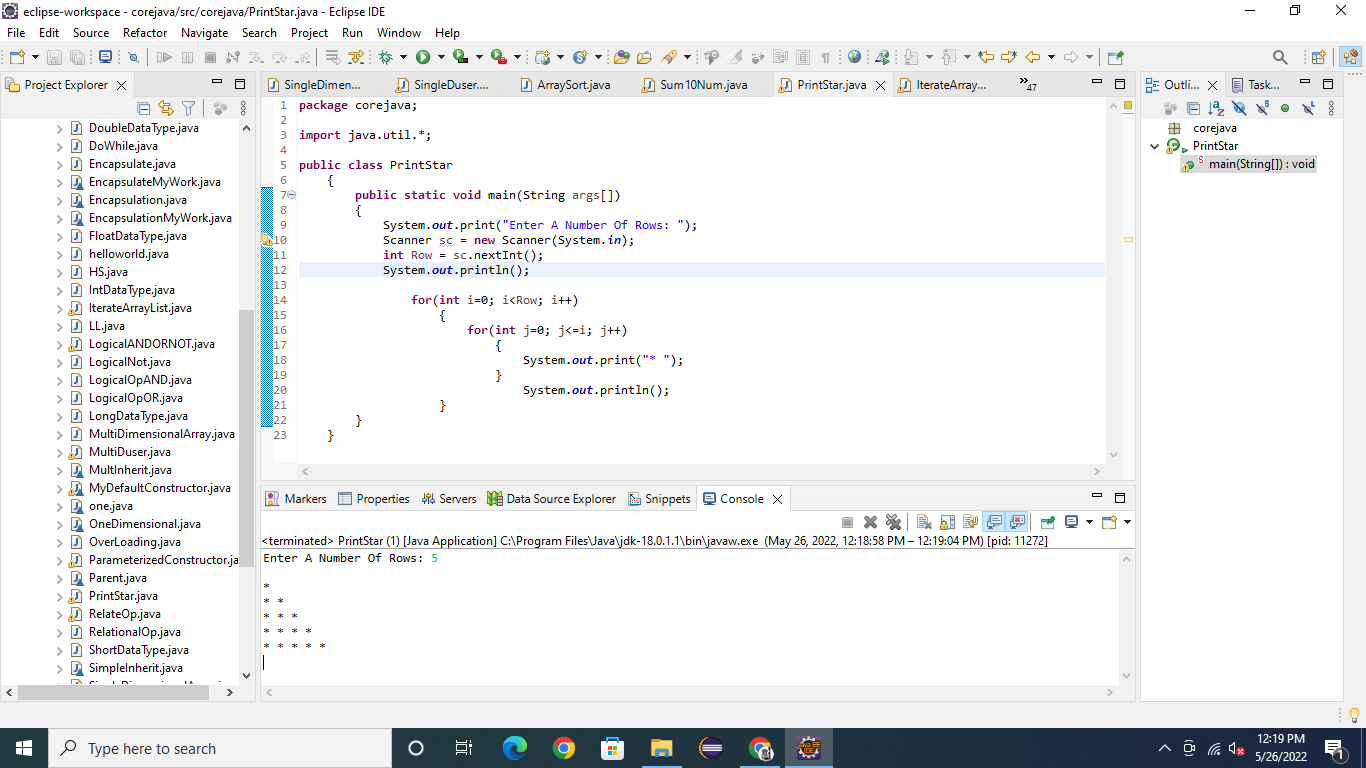 eclipse-workspace - corejava/src/corejava/PrintStar.java - Eclipse IDE
File Edit Source Refactor Navigate Search Project Run Window Help
Project Explorer
DoubleDataType.java
DoWhile.java
Encapsulate.java
EncapsulateMyWork.java
Encapsulation.java
EncapsulationMyWork.java
FloatDataType.java
helloworld.java
HS.java
IntDataType.java
IterateArrayList.java
LL.java
LogicalANDORNOT.java
LogicalNot.java
LogicalOpAND.java
LogicalOpOR.java
LongDataType.java
MultiDimensionalArray.java
MultiDuser.java
MultInherit.java
MyDefaultConstructor.java
one.java
OneDimensional.java
OverLoading.java
ParameterizedConstructor.ja
Parent.java
PrintStar.java
RelateOp.java
RelationalOp.java
ShortDataType.java
SimpleInherit.java
SingleDimen... SingleDuser.... ArraySort.java Sum10Num.java PrintStar.java IterateArray... 47
1 package corejava;
2
3 import java.util.*;
4
5 public class PrintStar
6 {
7 public static void main(String args[])
8 {
9 System.out.print("Enter A Number Of Rows: ");
10 Scanner sc = new Scanner(System.in);
11 int Row = sc.nextInt();
12 System.out.println();
13
14 for(int i=0; i<Row; i++)
15 {
16 for(int j=0; j<=i; j++)
17 {
18 System.out.print("* ");
19 }
20 System.out.println();
21 }
22 }
23 }
Markers Properties Servers Data Source Explorer Snippets Console
<terminated> PrintStar (1) [Java Application] C:\Program Files\Java\jdk-18.0.1.1\bin\javaw.exe (May 26, 2022, 12:18:58 PM – 12:19:04 PM) [pid: 11272]
Enter A Number Of Rows: 5
*
* *
* * *
* * * *
* * * * *
Outli... Task...
corejava
PrintStar
main(String[]) : void
Type here to search
12:19 PM
5/26/2022
1